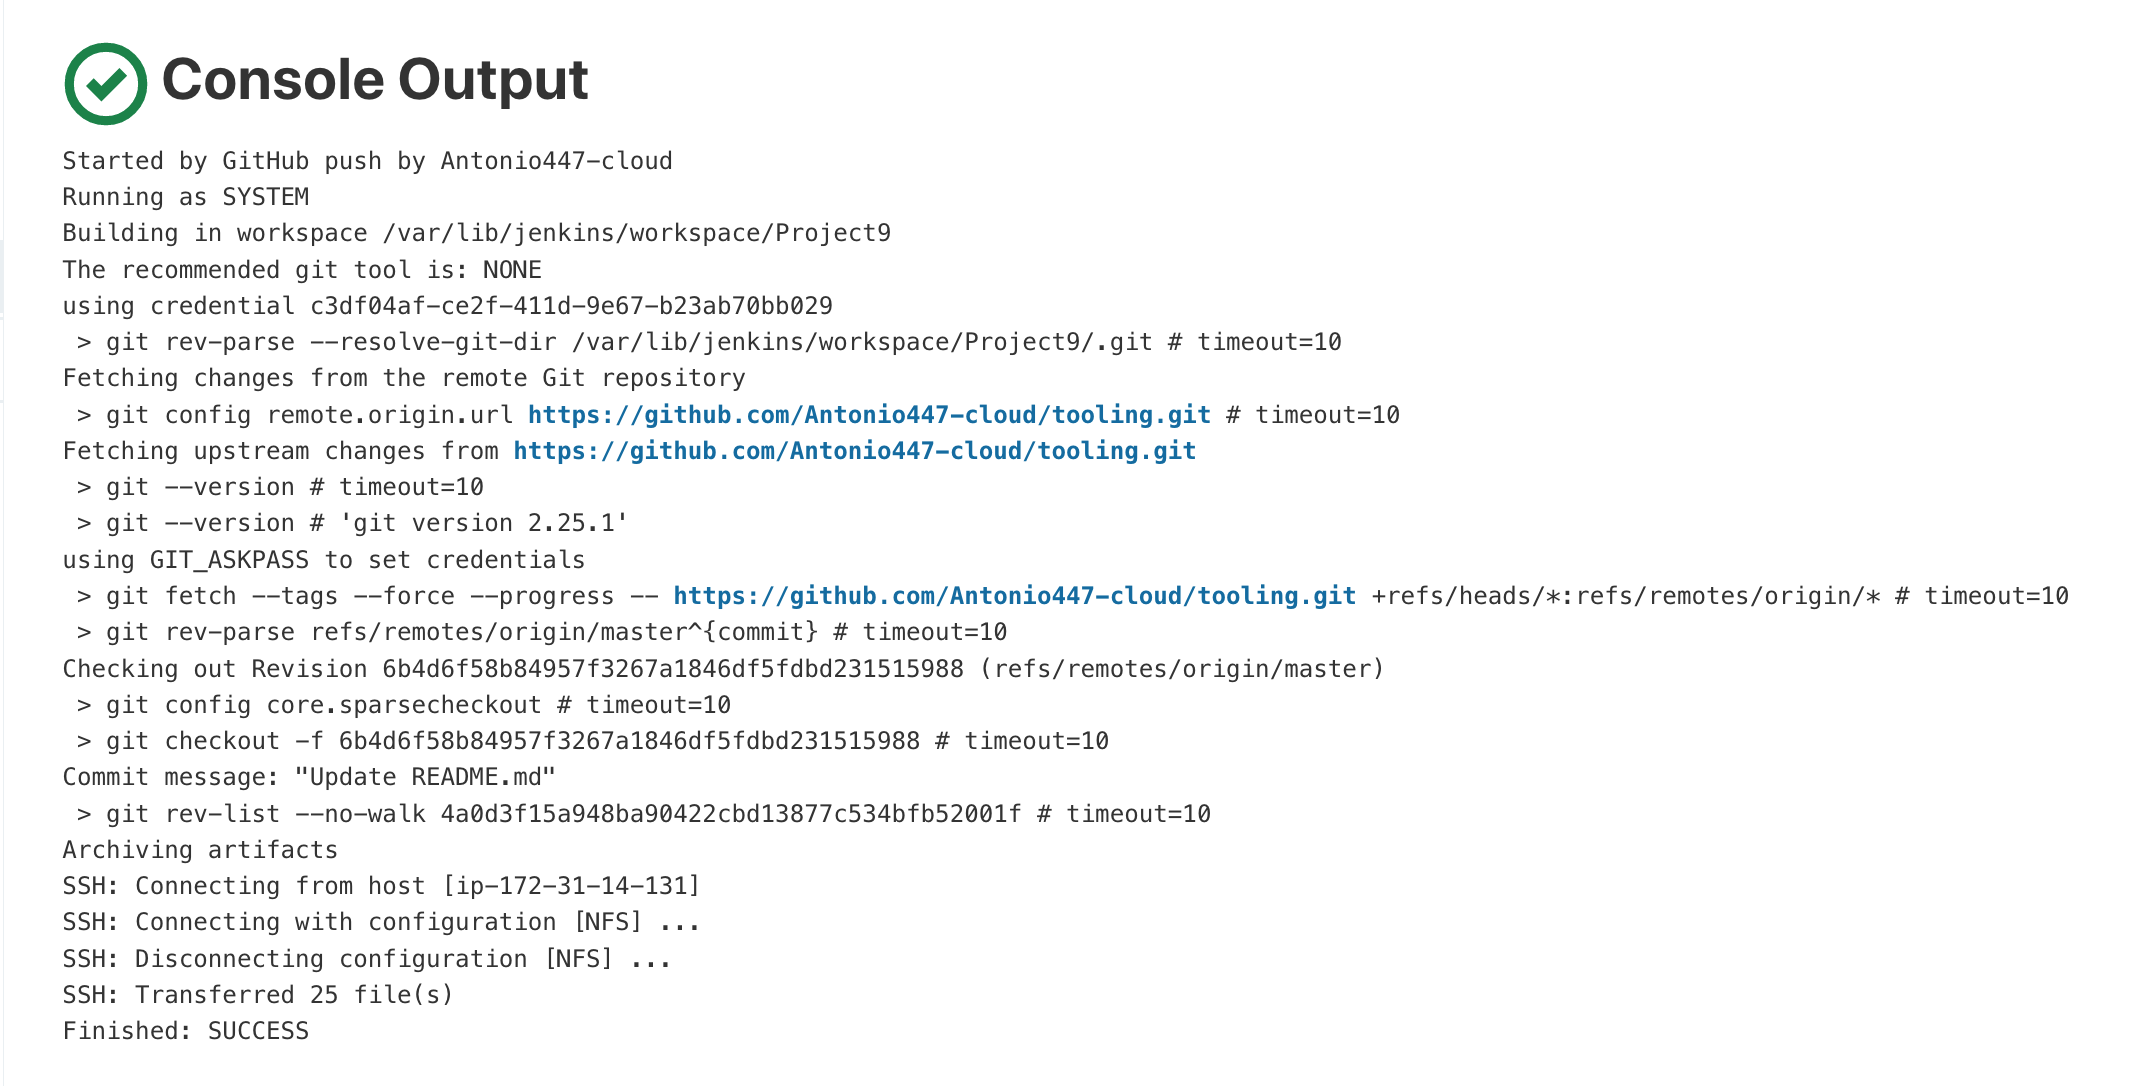 Console Output
Started by GitHub push by Antonio447-cloud
Running as SYSTEM
Building in workspace /var/lib/jenkins/workspace/Project9
The recommended git tool is: NONE
using credential c3df04af-ce2f-411d-9e67-b23ab70bb029
 > git rev-parse --resolve-git-dir /var/lib/jenkins/workspace/Project9/.git # timeout=10
Fetching changes from the remote Git repository
 > git config remote.origin.url https://github.com/Antonio447-cloud/tooling.git # timeout=10
Fetching upstream changes from https://github.com/Antonio447-cloud/tooling.git
 > git --version # timeout=10
 > git --version # 'git version 2.25.1'
using GIT_ASKPASS to set credentials
 > git fetch --tags --force --progress -- https://github.com/Antonio447-cloud/tooling.git +refs/heads/*:refs/remotes/origin/* # timeout=10
 > git rev-parse refs/remotes/origin/master^{commit} # timeout=10
Checking out Revision 6b4d6f58b84957f3267a1846df5fdbd231515988 (refs/remotes/origin/master)
 > git config core.sparsecheckout # timeout=10
 > git checkout -f 6b4d6f58b84957f3267a1846df5fdbd231515988 # timeout=10
Commit message: "Update README.md"
 > git rev-list --no-walk 4a0d3f15a948ba90422cbd13877c534bfb52001f # timeout=10
Archiving artifacts
SSH: Connecting from host [ip-172-31-14-131]
SSH: Connecting with configuration [NFS] ...
SSH: Disconnecting configuration [NFS] ...
SSH: Transferred 25 file(s)
Finished: SUCCESS